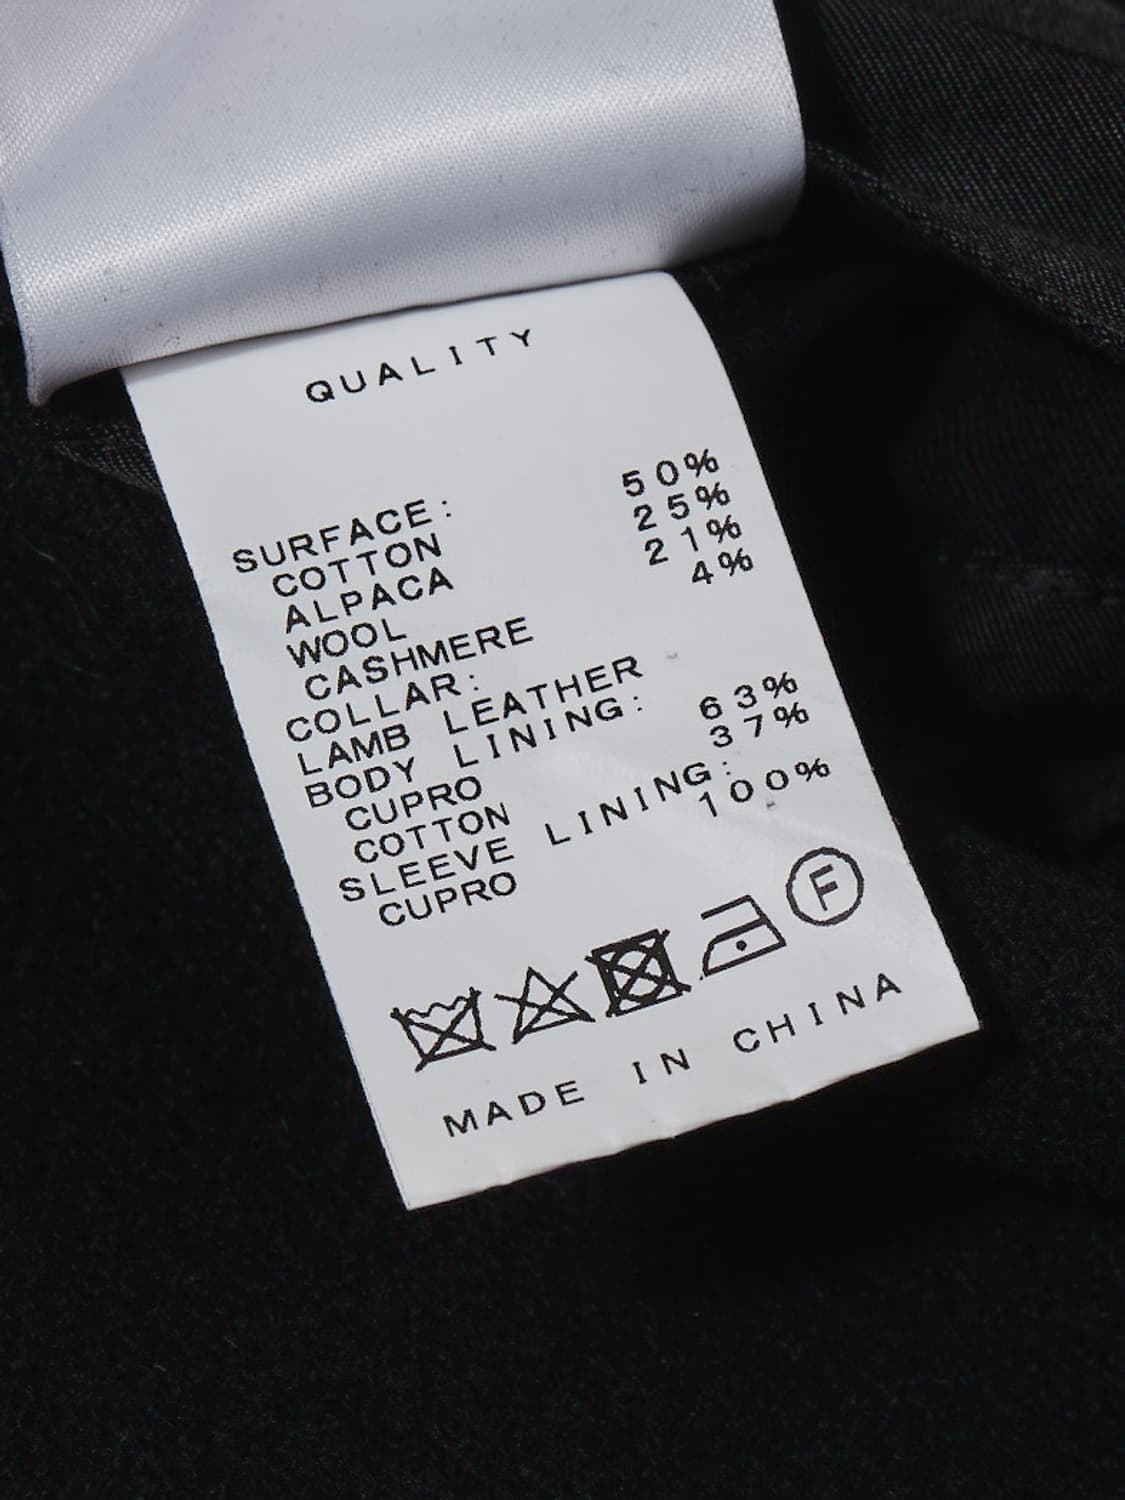 QUALITY
SURFACE:
COTTON 50%
ALPACA 25%
WOOL 21%
CASHMERE 4%
COLLAR:
LAMB LEATHER
BODY LINING:
CUPRO 63%
COTTON 37%
SLEEVE LINING:
CUPRO 100%
F
MADE IN CHINA